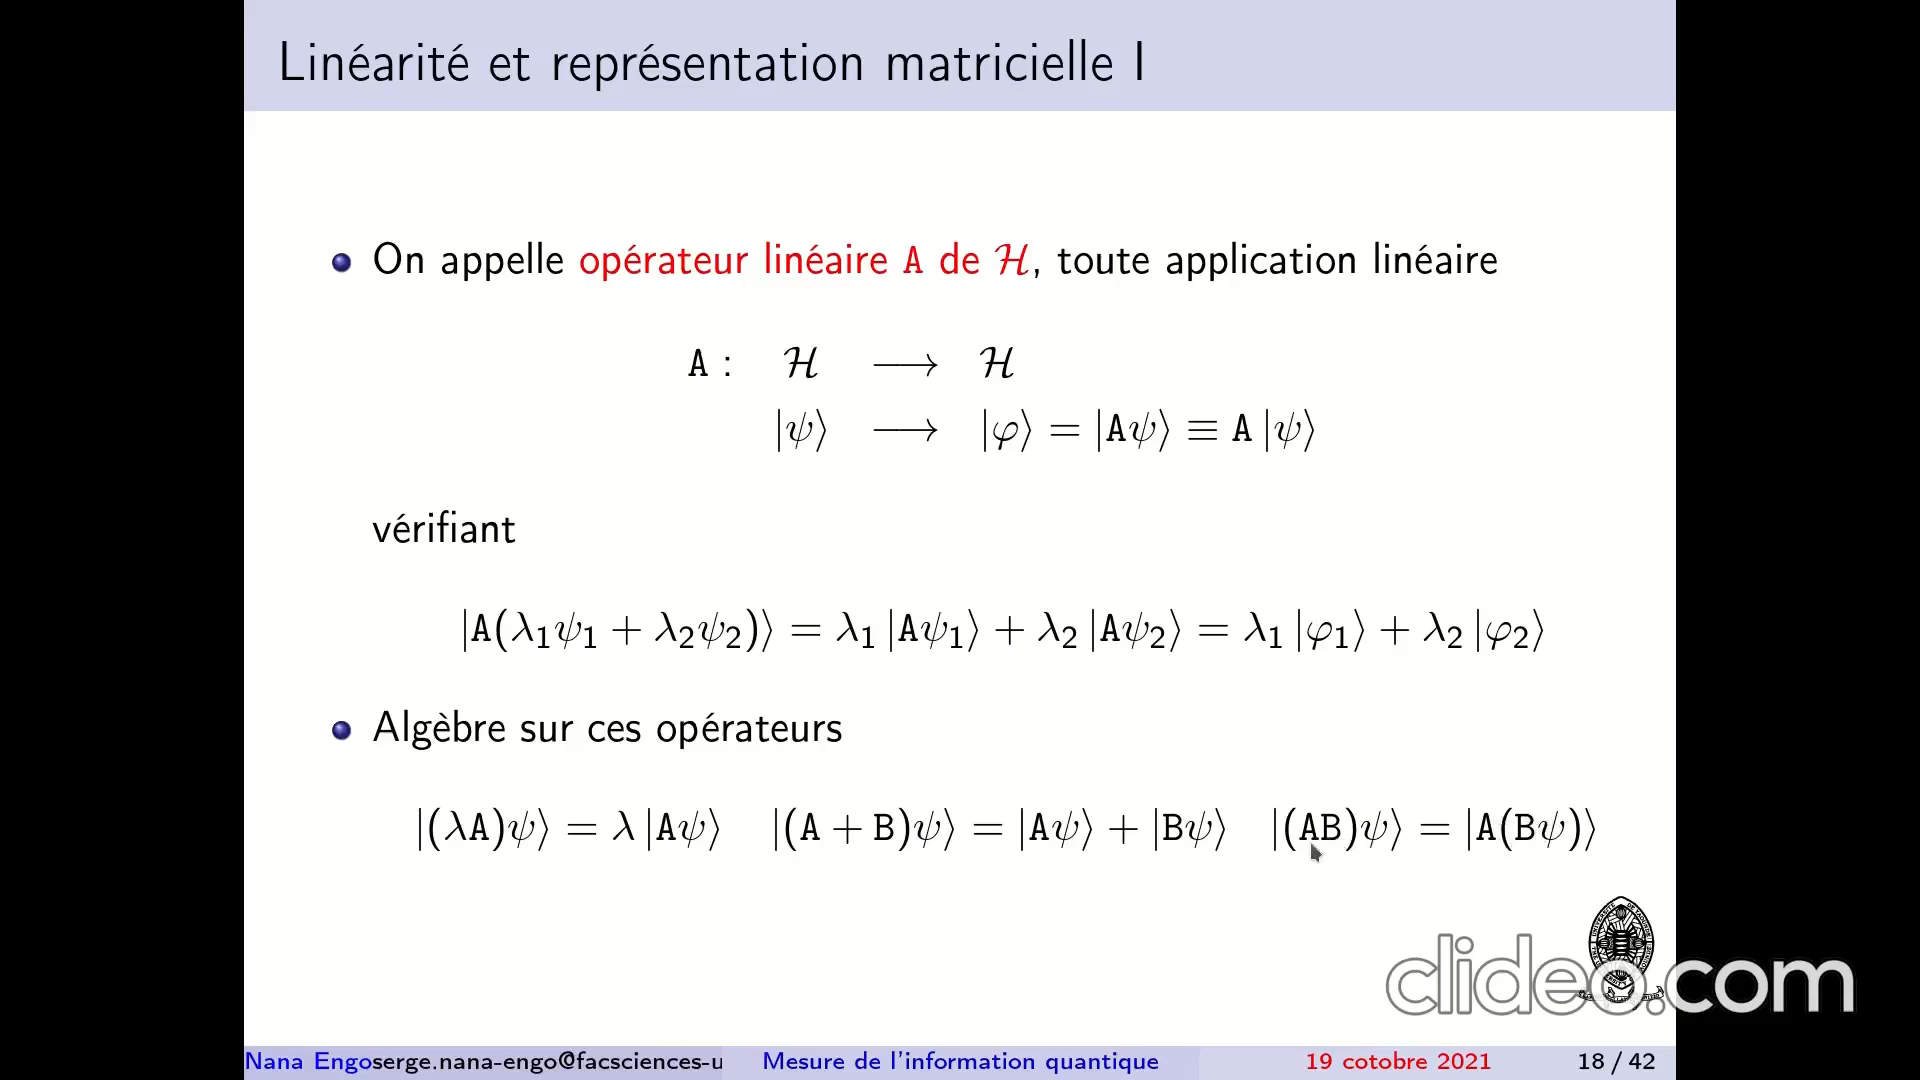 Linéarité et représentation matricielle I
On appelle opérateur linéaire A de ℋ, toute application linéaire
A : ℋ ⟶ ℋ
|ψ⟩ ⟶ |φ⟩ = |Aψ⟩ ≡ A |ψ⟩
vérifiant
|A(λ₁ψ₁ + λ₂ψ₂)⟩ = λ₁ |Aψ₁⟩ + λ₂ |Aψ₂⟩ = λ₁ |φ₁⟩ + λ₂ |φ₂⟩
Algèbre sur ces opérateurs
|(λA)ψ⟩ = λ |Aψ⟩ |(A + B)ψ⟩ = |Aψ⟩ + |Bψ⟩ |(AB)ψ⟩ = |A(Bψ)⟩
clideo.com
Nana Engoserge.nana-engo@facsciences-u Mesure de l'information quantique 19 cotobre 2021 18 / 42